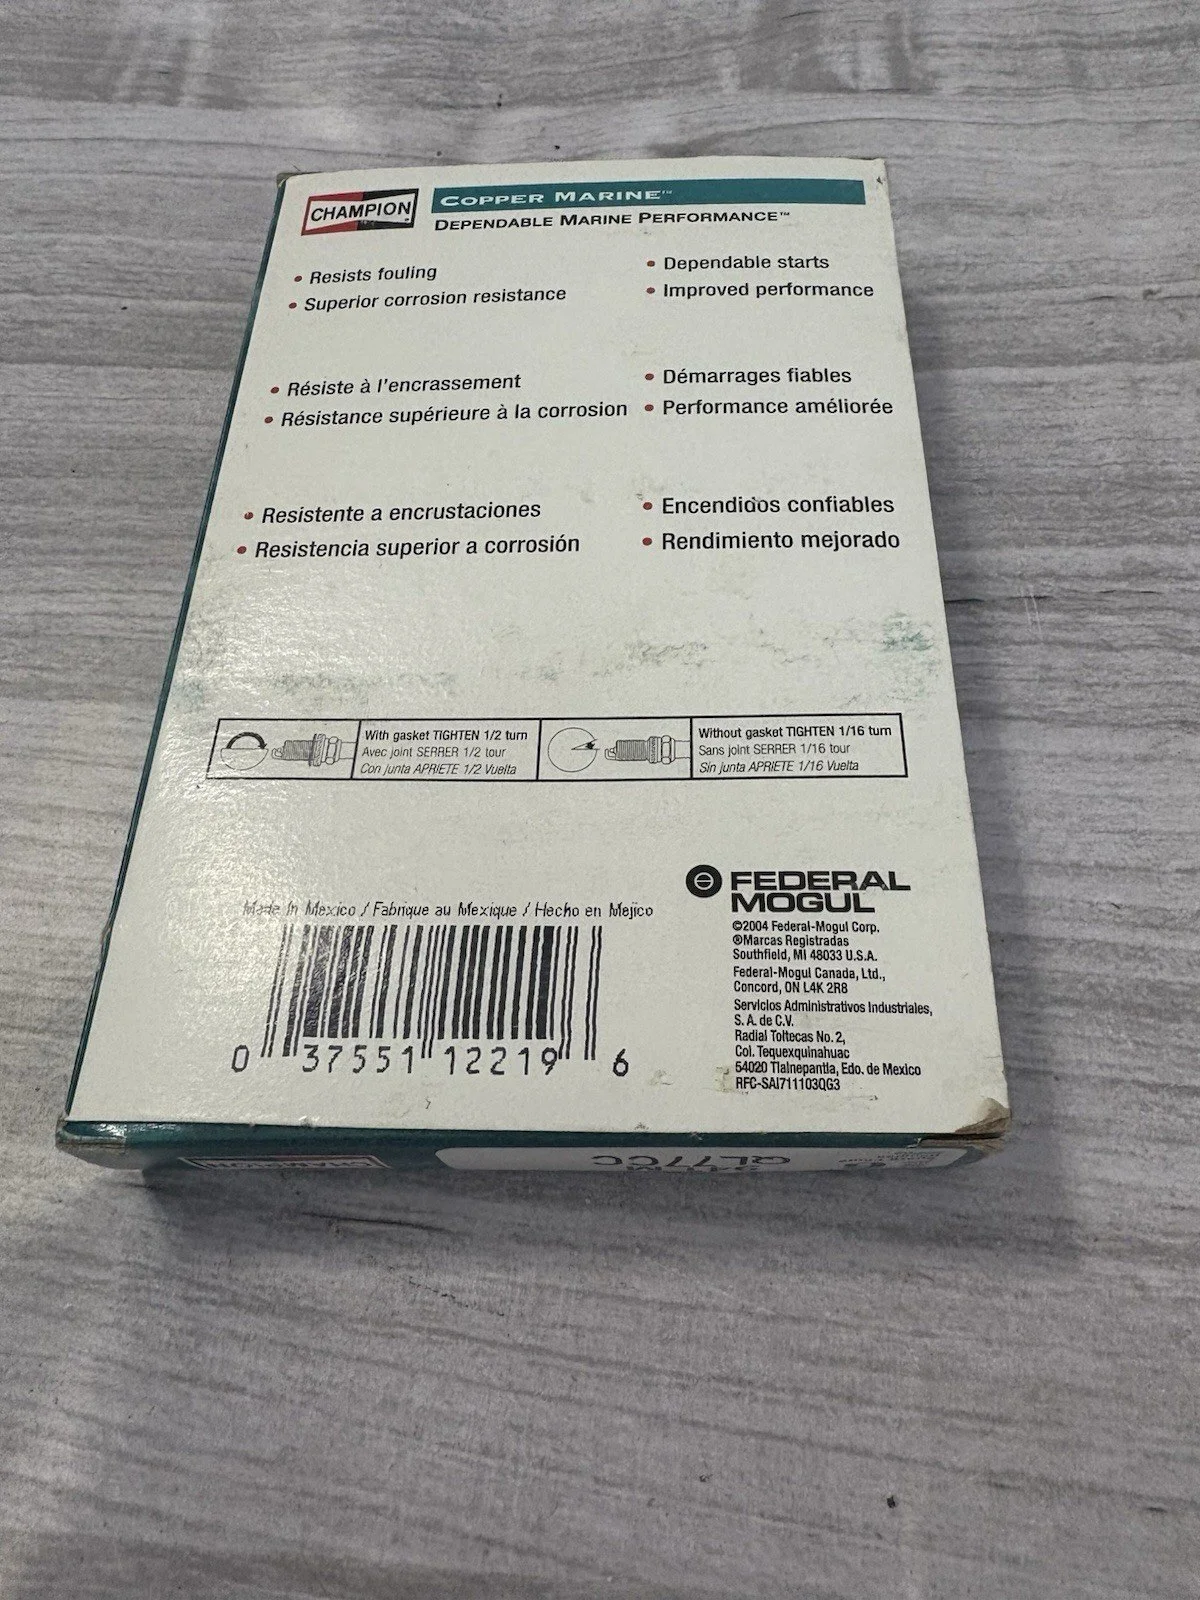 CHAMPION
COPPER MARINE™
DEPENDABLE MARINE PERFORMANCE™
• Resists fouling
• Superior corrosion resistance
• Dependable starts
• Improved performance
• Résiste à l'encrassement
• Résistance supérieure à la corrosion
• Démarrages fiables
• Performance améliorée
• Resistente a encrustaciones
• Resistencia superior a corrosión
• Encendidos confiables
• Rendimiento mejorado
With gasket TIGHTEN 1/2 turn
Avec joint SERRER 1/2 tour
Con junta APRIETE 1/2 Vuelta
Without gasket TIGHTEN 1/16 turn
Sans joint SERRER 1/16 tour
Sin junta APRIETE 1/16 Vuelta
Made In Mexico / Fabrique au Mexique / Hecho en Mejico
0 37551 12219 6
FEDERAL
MOGUL
©2004 Federal-Mogul Corp.
®Marcas Registradas
Southfield, MI 48033 U.S.A.
Federal-Mogul Canada, Ltd.,
Concord, ON L4K 2R8
Servicios Administrativos Industriales,
S. A. de C.V.
Radial Toltecas No. 2,
Col. Tequexquinahuac
54020 Tlalnepantla, Edo. de Mexico
RFC-SAI711103QG3
CHAMPION
QL77CC